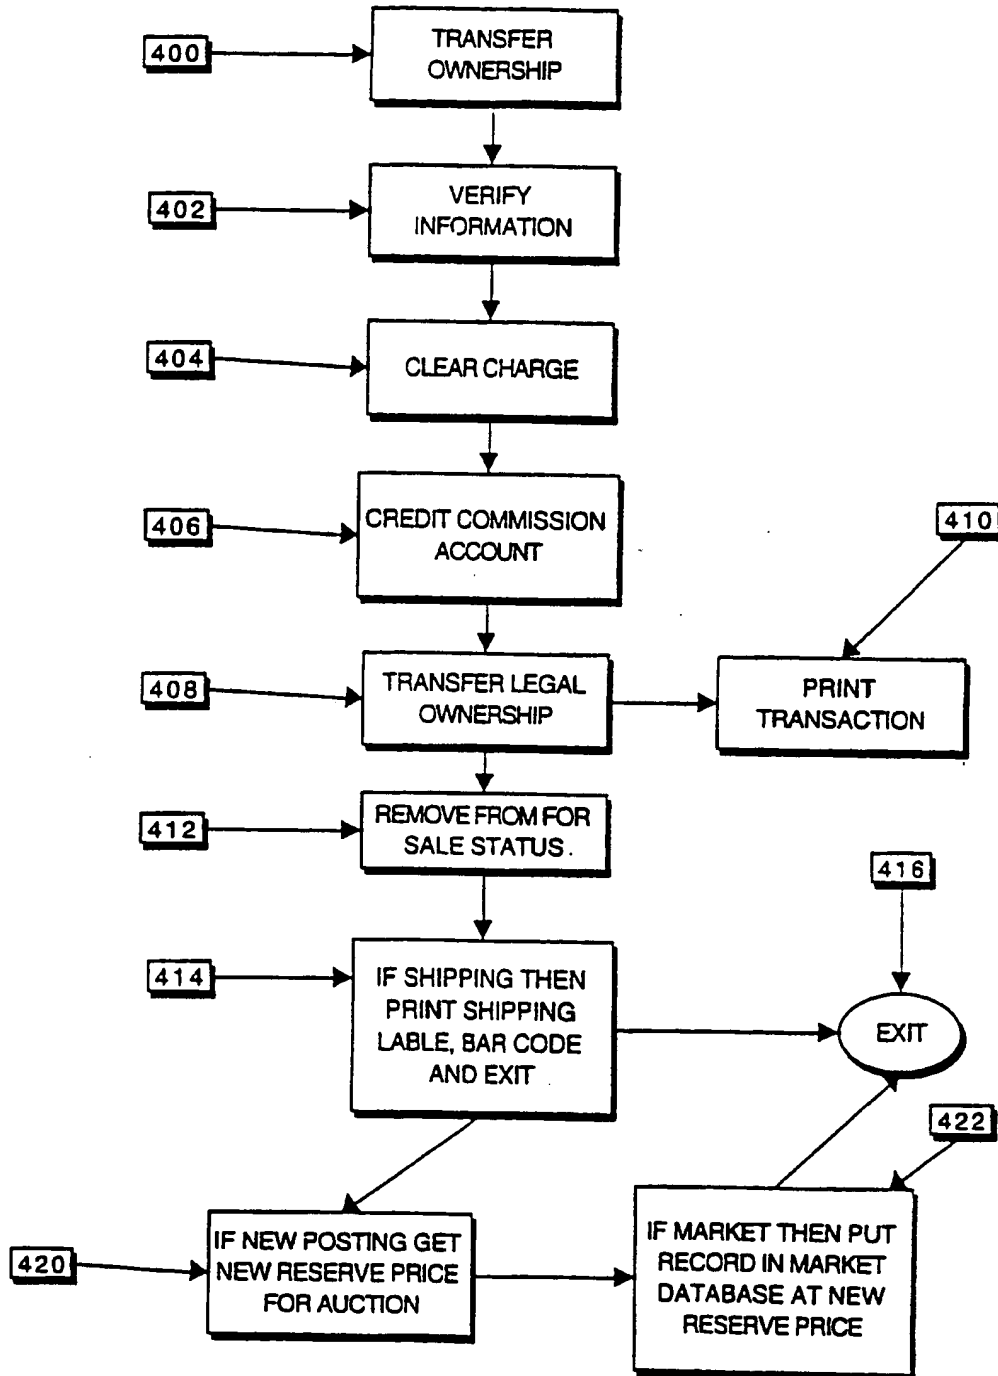 400
TRANSFER
OWNERSHIP
402
VERIFY
INFORMATION
404
CLEAR CHARGE
406
CREDIT COMMISSION
ACCOUNT
410
408
TRANSFER LEGAL
OWNERSHIP
PRINT
TRANSACTION
412
REMOVE FROM FOR
SALE STATUS.
416
414
IF SHIPPING THEN
PRINT SHIPPING
LABLE, BAR CODE
AND EXIT
EXIT
422
420
IF NEW POSTING GET
NEW RESERVE PRICE
FOR AUCTION
IF MARKET THEN PUT
RECORD IN MARKET
DATABASE AT NEW
RESERVE PRICE